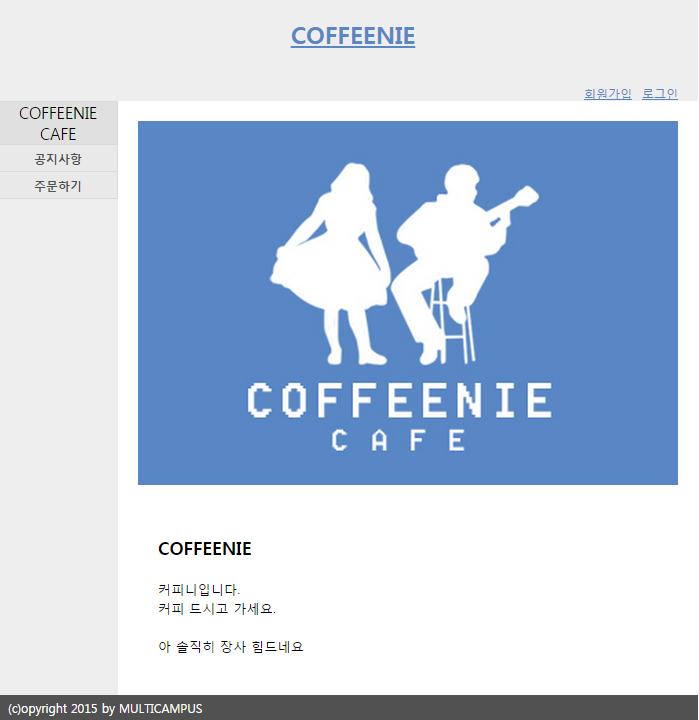 COFFEENIE
회원가입 로그인
COFFEENIE
CAFE
공지사항
주문하기
COFFEENIE
CAFE
COFFEENIE
커피니입니다.
커피 드시고 가세요.
아 솔직히 장사 힘드네요
(c)opyright 2015 by MULTICAMPUS